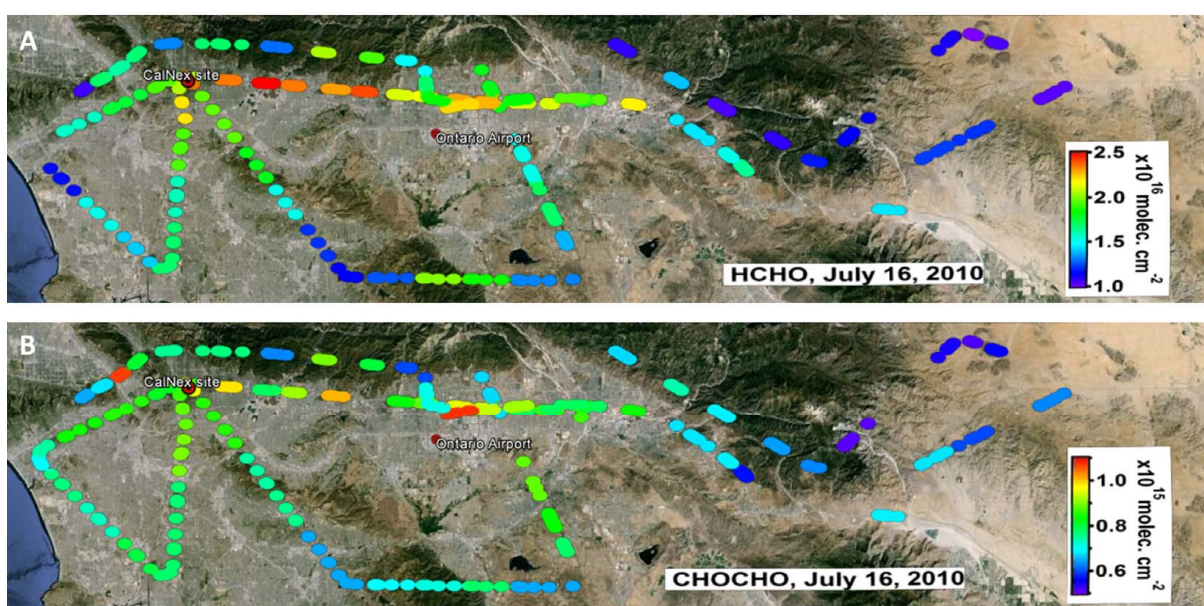 A
CalNex site
Ontario Airport
HCHO, July 16, 2010
2.5
2.0
1.5
1.0
x10^16 molec. cm^-2
B
CalNex site
Ontario Airport
CHOCHO, July 16, 2010
1.0
0.8
0.6
x10^15 molec. cm^-2